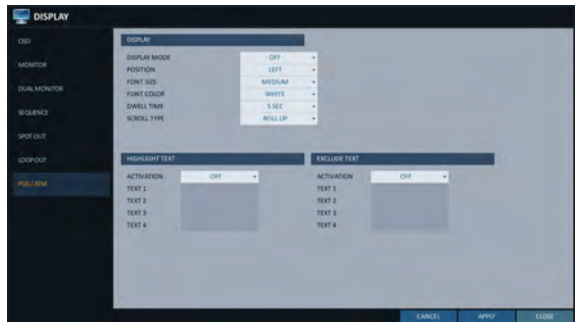 DISPLAY
OSD
MONITOR
DUAL MONITOR
SEQUENCE
SPOT OUT
LOOP OUT
POS / ATM
DISPLAY
DISPLAY MODE OFF
POSITION LEFT
FONT SIZE MEDIUM
FONT COLOR WHITE
DWELL TIME 5 SEC
SCROLL TYPE ROLL UP
HIGHLIGHT TEXT
ACTIVATION OFF
TEXT 1
TEXT 2
TEXT 3
TEXT 4
EXCLUDE TEXT
ACTIVATION OFF
TEXT 1
TEXT 2
TEXT 3
TEXT 4
CANCEL APPLY CLOSE